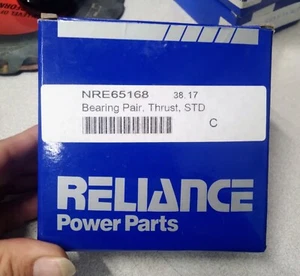 NRE65168 38.17
Bearing Pair, Thrust, STD
C
RELIANCE
Power Parts